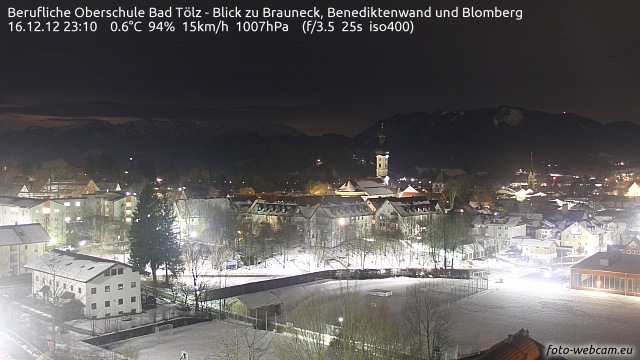 Berufliche Oberschule Bad Tölz - Blick zu Brauneck, Benediktenwand und Blomberg
16.12.12 23:10 0.6°C 94% 15km/h 1007hPa (f/3.5 25s iso400)
foto-webcam.eu